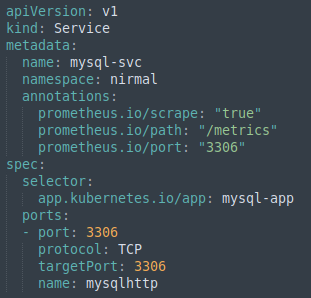 apiVersion: v1
kind: Service
metadata:
  name: mysql-svc
  namespace: nirmal
  annotations:
    prometheus.io/scrape: "true"
    prometheus.io/path: "/metrics"
    prometheus.io/port: "3306"
spec:
  selector:
    app.kubernetes.io/app: mysql-app
  ports:
  - port: 3306
    protocol: TCP
    targetPort: 3306
    name: mysqlhttp